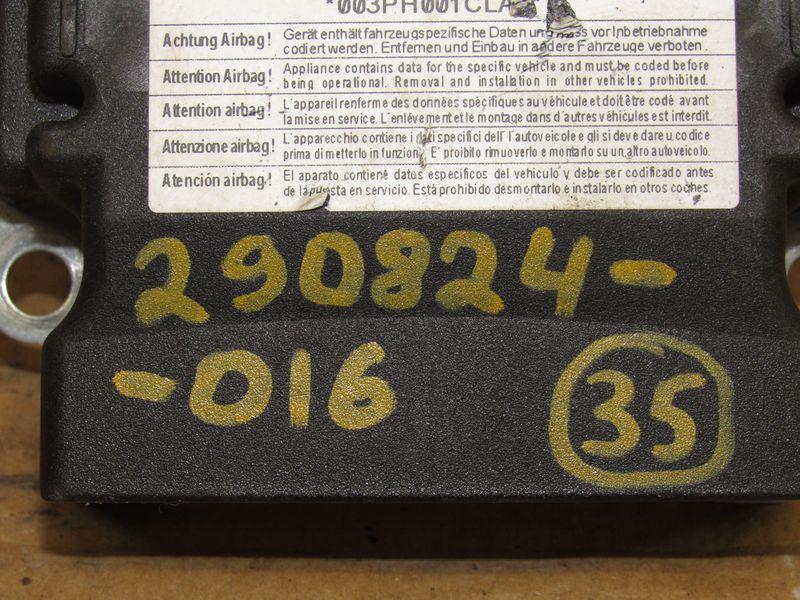 *003PH001CLA
Achtung Airbag! Gerät enthält fahrzeugspezifische Daten und muss vor Inbetriebnahme
codiert werden. Entfernen und Einbau in andere Fahrzeuge verboten.
Attention Airbag! Appliance contains data for the specific vehicle and must be coded before
being operational. Removal and installation in other vehicles prohibited.
Attention airbag! L'appareil renferme des données spècifiques au véhicule et doit être codé avant
la mise en service. L'enlévement et le montage dans d'autres véhicules est interdit.
Attenzione airbag! L'apparecchio contiene i dati specifici dell'autoveicolo e gli si deve dare u.codice
prima di metterlo in funzion. E' proibito rimuoverlo e montarlo su un altro autoveicolo.
Atención airbag! El aparato contiene datos especificos del vehiculo y debe ser codificado antes
de la puesta en servicio. Está prohibido desmontarlo e instalarlo en otros coches
290824-
-016 35